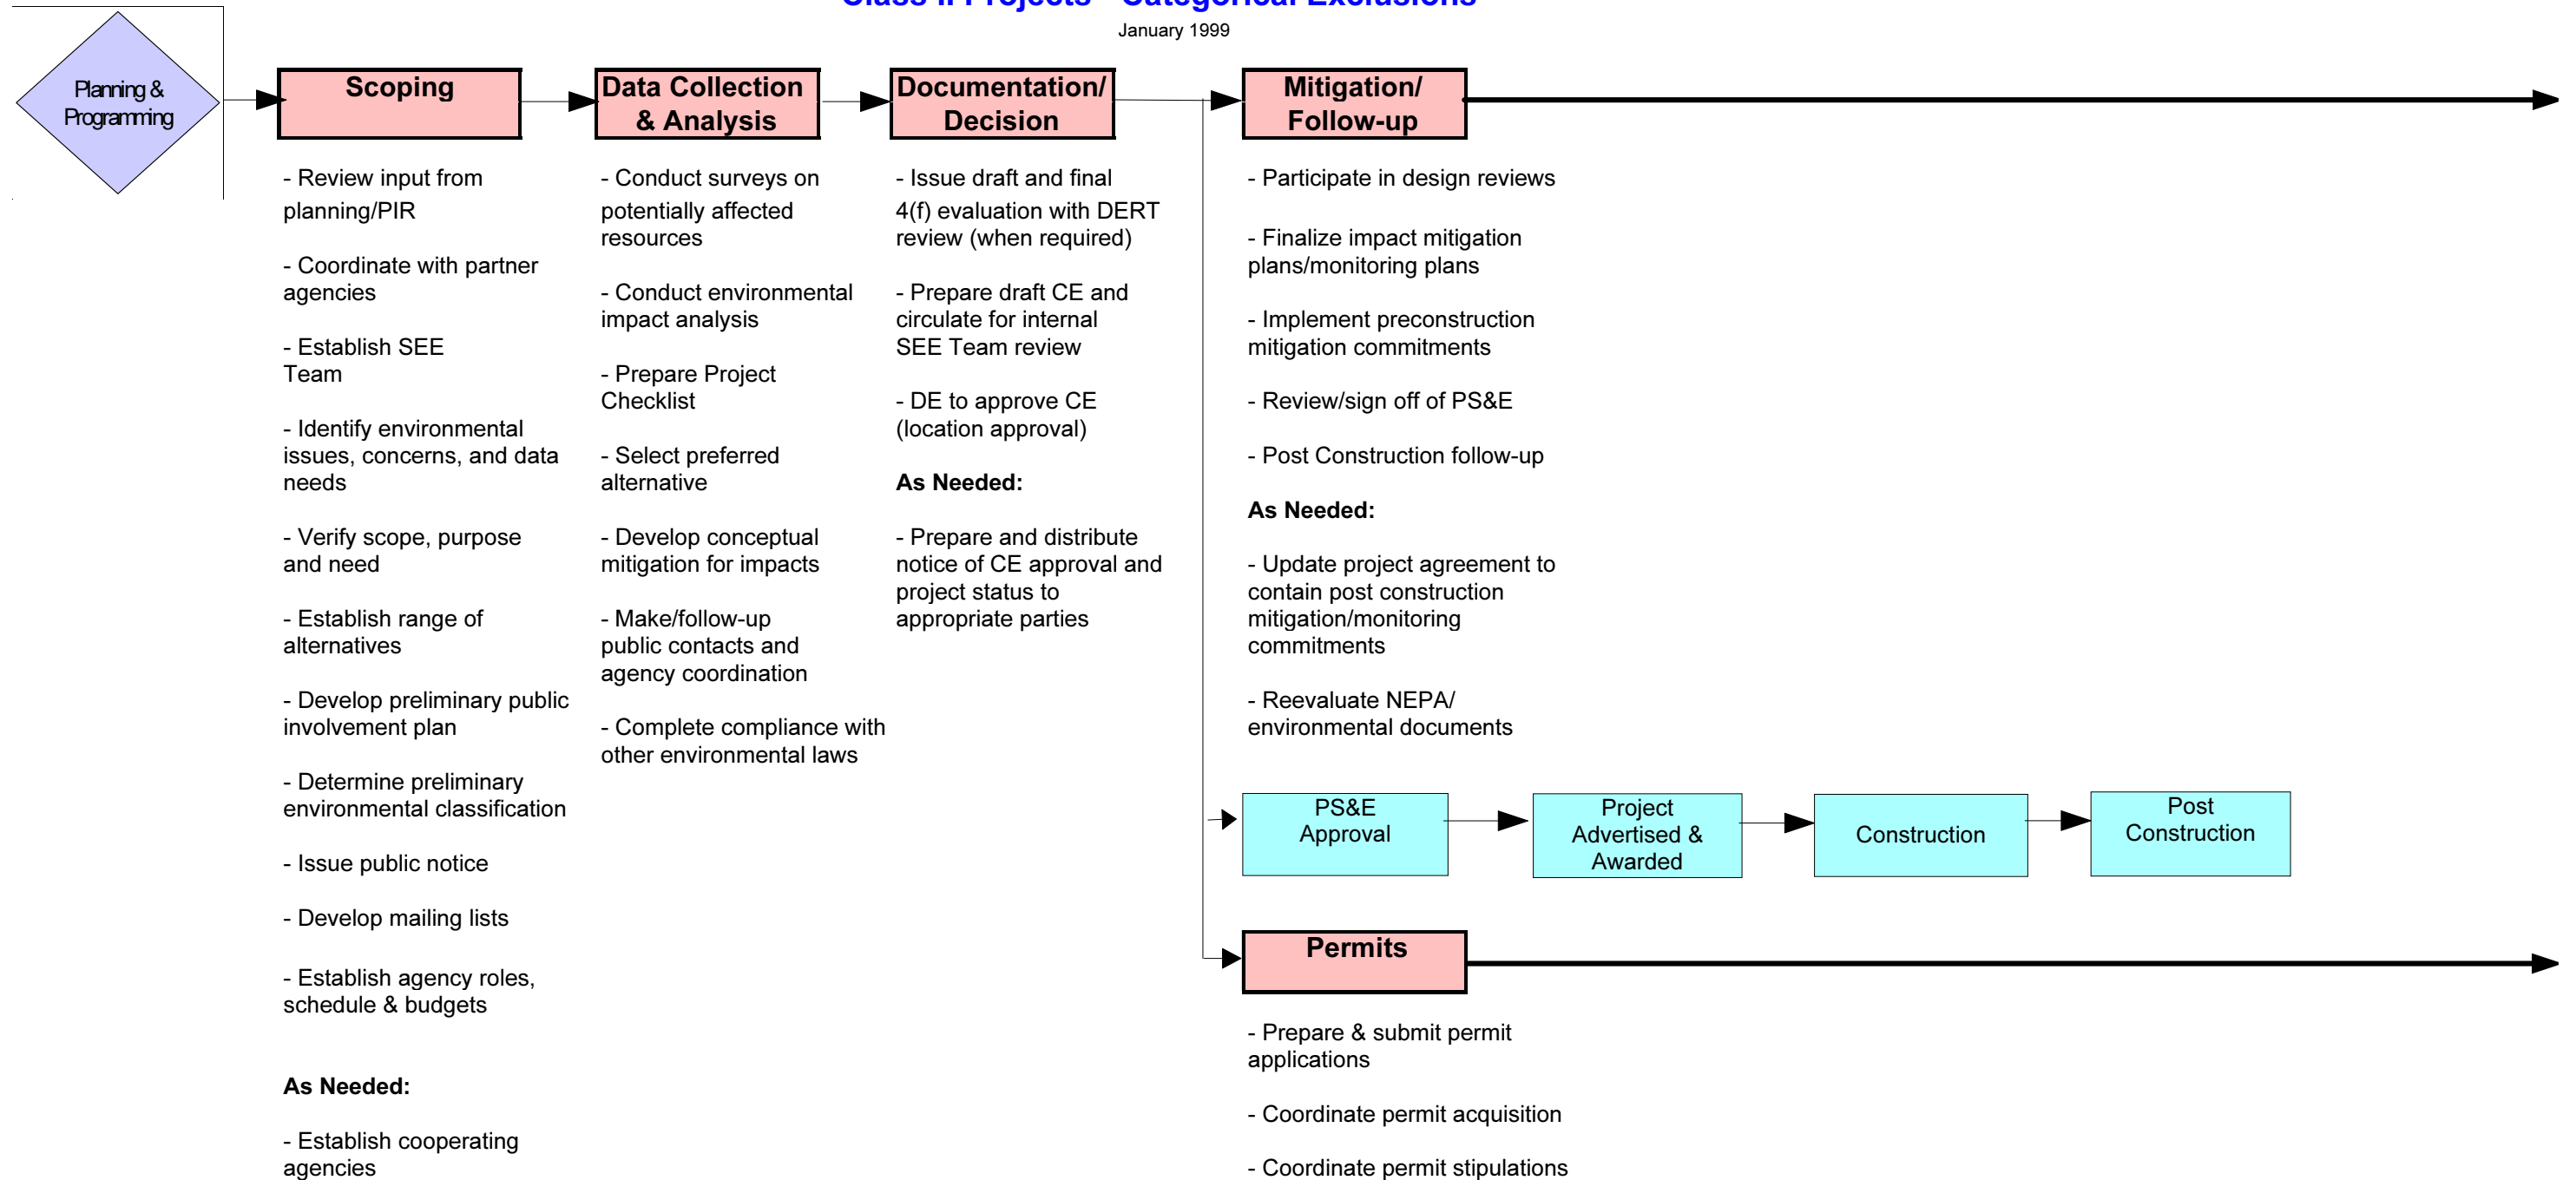 Class II Projects - Categorical Exclusions
January 1999
Planning &
Programming
Scoping
- Review input from
planning/PIR
- Coordinate with partner
agencies
- Establish SEE
Team
- Identify environmental
issues, concerns, and data
needs
- Verify scope, purpose
and need
- Establish range of
alternatives
- Develop preliminary public
involvement plan
- Determine preliminary
environmental classification
- Issue public notice
- Develop mailing lists
- Establish agency roles,
schedule & budgets
As Needed:
- Establish cooperating
agencies
Data Collection
& Analysis
- Conduct surveys on
potentially affected
resources
- Conduct environmental
impact analysis
- Prepare Project
Checklist
- Select preferred
alternative
- Develop conceptual
mitigation for impacts
- Make/follow-up
public contacts and
agency coordination
- Complete compliance with
other environmental laws
Documentation/
Decision
- Issue draft and final
4(f) evaluation with DERT
review (when required)
- Prepare draft CE and
circulate for internal
SEE Team review
- DE to approve CE
(location approval)
As Needed:
- Prepare and distribute
notice of CE approval and
project status to
appropriate parties
Mitigation/
Follow-up
- Participate in design reviews
- Finalize impact mitigation
plans/monitoring plans
- Implement preconstruction
mitigation commitments
- Review/sign off of PS&E
- Post Construction follow-up
As Needed:
- Update project agreement to
contain post construction
mitigation/monitoring
commitments
- Reevaluate NEPA/
environmental documents
PS&E
Approval
Project
Advertised &
Awarded
Construction
Post
Construction
Permits
- Prepare & submit permit
applications
- Coordinate permit acquisition
- Coordinate permit stipulations